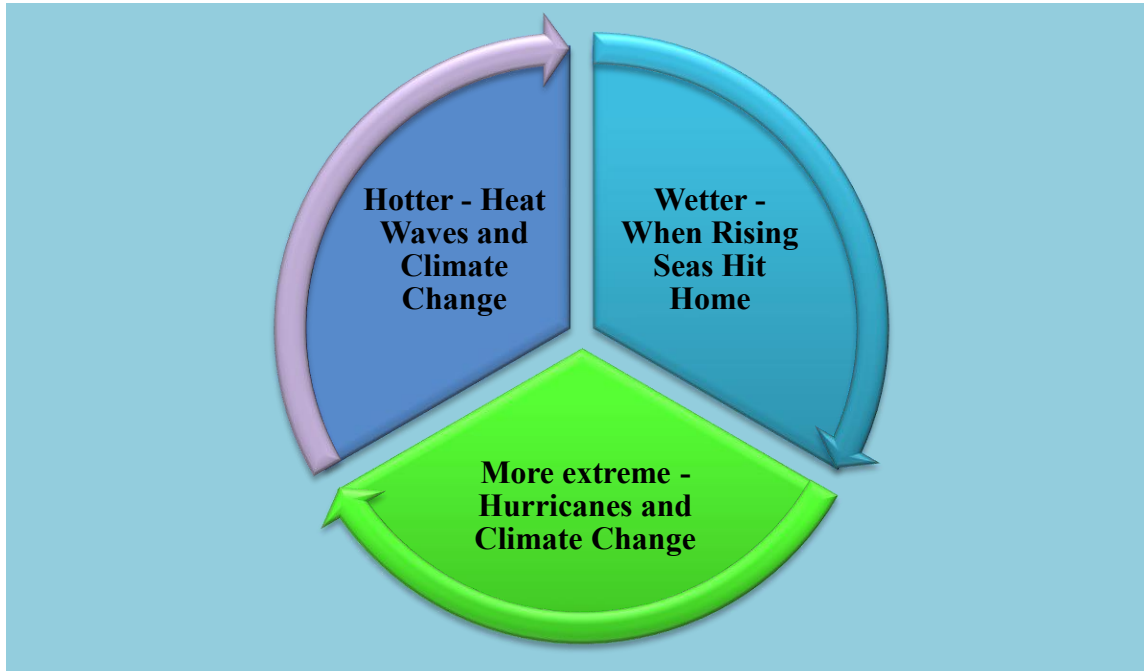 Hotter - Heat
Waves and
Climate
Change
Wetter -
When Rising
Seas Hit
Home
More extreme -
Hurricanes and
Climate Change